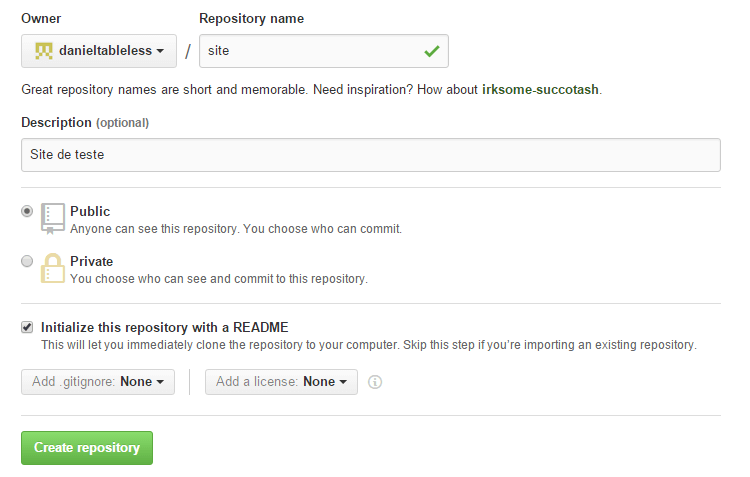 Owner Repository name
danieltableless / site
Great repository names are short and memorable. Need inspiration? How about irksome-succotash.
Description (optional)
Site de teste
Public
Anyone can see this repository. You choose who can commit.
Private
You choose who can see and commit to this repository.
Initialize this repository with a README
This will let you immediately clone the repository to your computer. Skip this step if you’re importing an existing repository.
Add .gitignore: None Add a license: None
Create repository